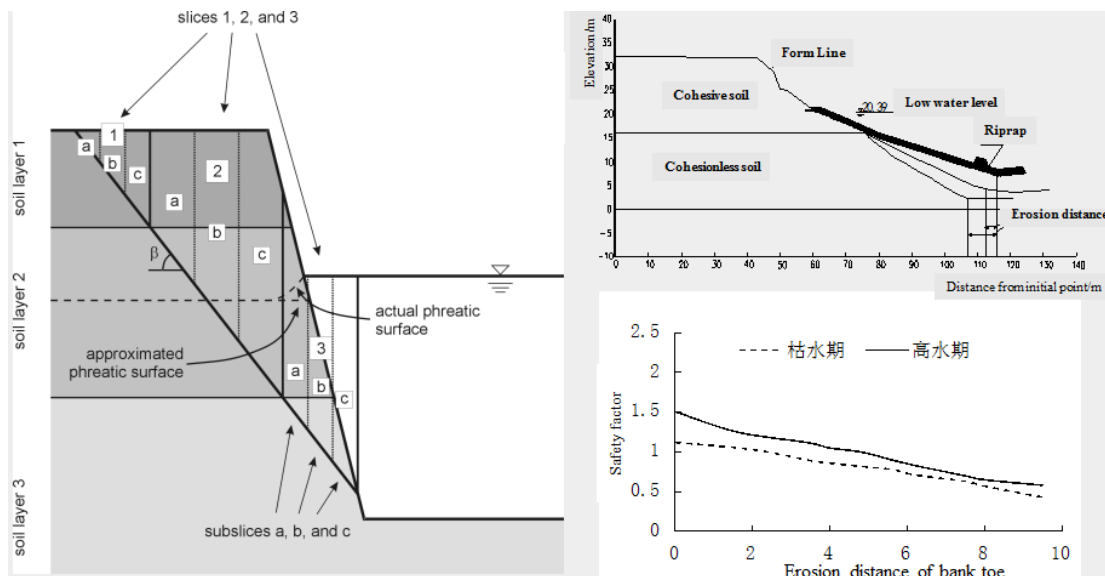 slices 1, 2, and 3
soil layer 1
soil layer 2
soil layer 3
1
a
b
c
2
a
b
c
β
actual phreatic
surface
approximated
phreatic surface
3
a
b
c
subslices a, b, and c
Elevation/m
40
35
30
25
20
15
10
5
0
-5
-10
Form Line
Cohesive soil
20.39
Low water level
Riprap
Cohesionless soil
Erosion distance
0 10 20 30 40 50 60 70 80 90 100 110 120 130 140
Distance frominitial point/m
Safety factor
2.5
2
1.5
1
0.5
0
枯水期 高水期
0 2 4 6 8 10
Erosion distance of bank toe